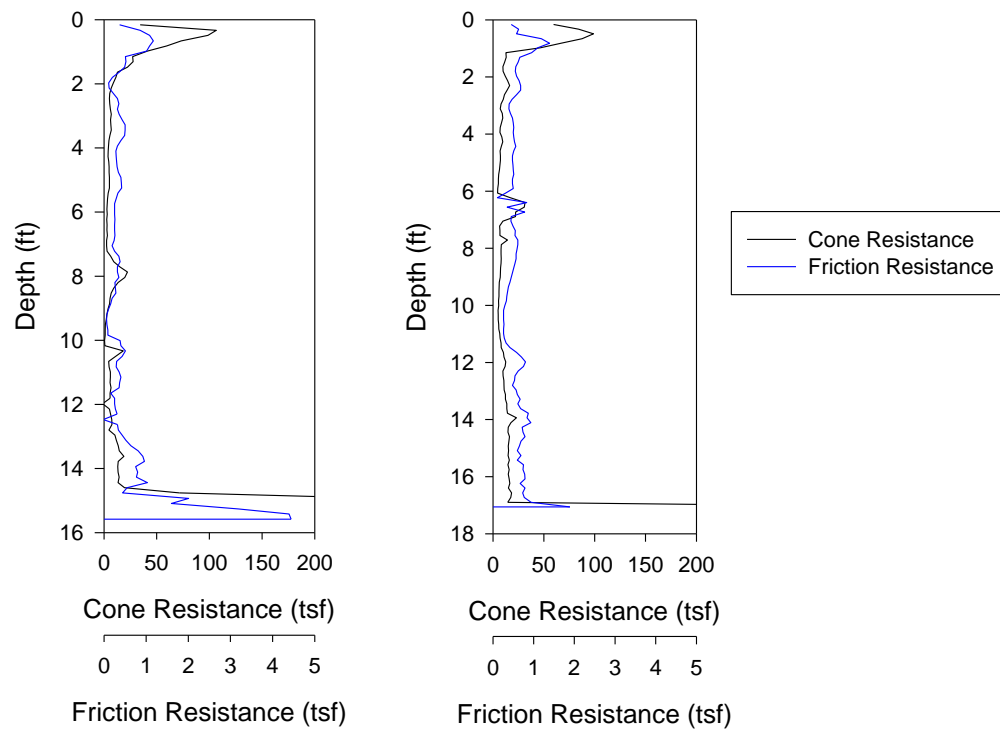 0
2
4
6
8
10
12
14
16
Depth (ft)
0 50 100 150 200
Cone Resistance (tsf)
0 1 2 3 4 5
Friction Resistance (tsf)
0
2
4
6
8
10
12
14
16
18
Depth (ft)
0 50 100 150 200
Cone Resistance (tsf)
0 1 2 3 4 5
Friction Resistance (tsf)
Cone Resistance
Friction Resistance